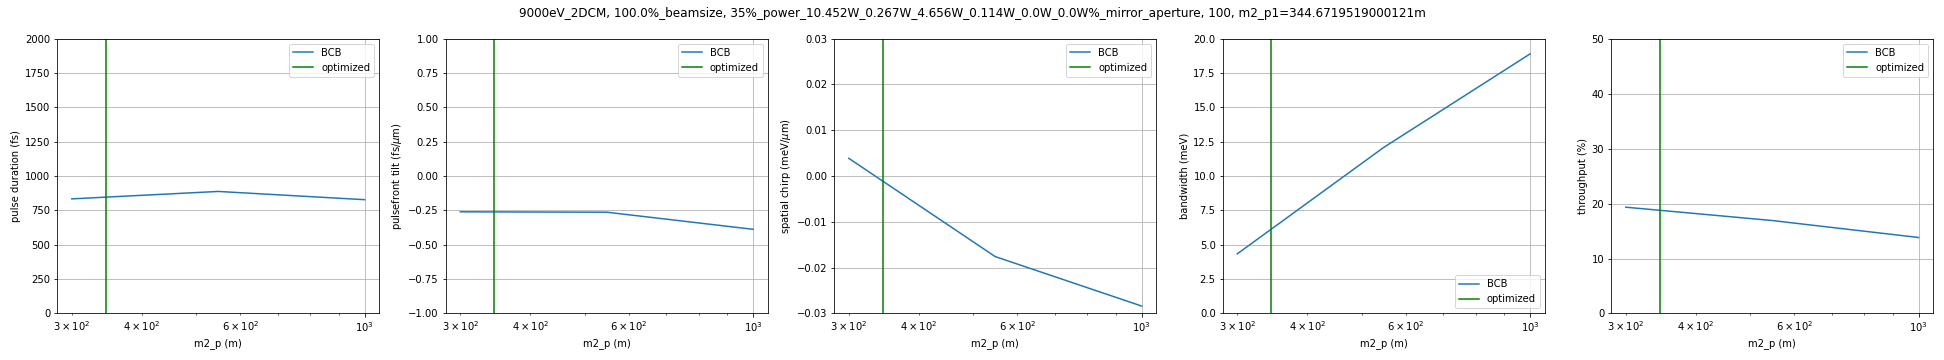 9000eV_2DCM, 100.0%_beamsize, 35%_power_10.452W_0.267W_4.656W_0.114W_0.0W_0.0W%_mirror_aperture, 100, m2_p1=344.6719519000121m
pulse duration (fs)
2000
1750
1500
1250
1000
750
500
250
0
BCB
optimized
3 × 10²
4 × 10²
6 × 10²
10³
m2_p (m)
pulsefront tilt (fs/μm)
1.00
0.75
0.50
0.25
0.00
−0.25
−0.50
−0.75
−1.00
BCB
optimized
3 × 10²
4 × 10²
6 × 10²
10³
m2_p (m)
spatial chirp (meV/μm)
0.03
0.02
0.01
0.00
−0.01
−0.02
−0.03
BCB
optimized
3 × 10²
4 × 10²
6 × 10²
10³
m2_p (m)
bandwidth (meV)
20.0
17.5
15.0
12.5
10.0
7.5
5.0
2.5
0.0
BCB
optimized
3 × 10²
4 × 10²
6 × 10²
10³
m2_p (m)
throughput (%)
50
40
30
20
10
0
BCB
optimized
3 × 10²
4 × 10²
6 × 10²
10³
m2_p (m)